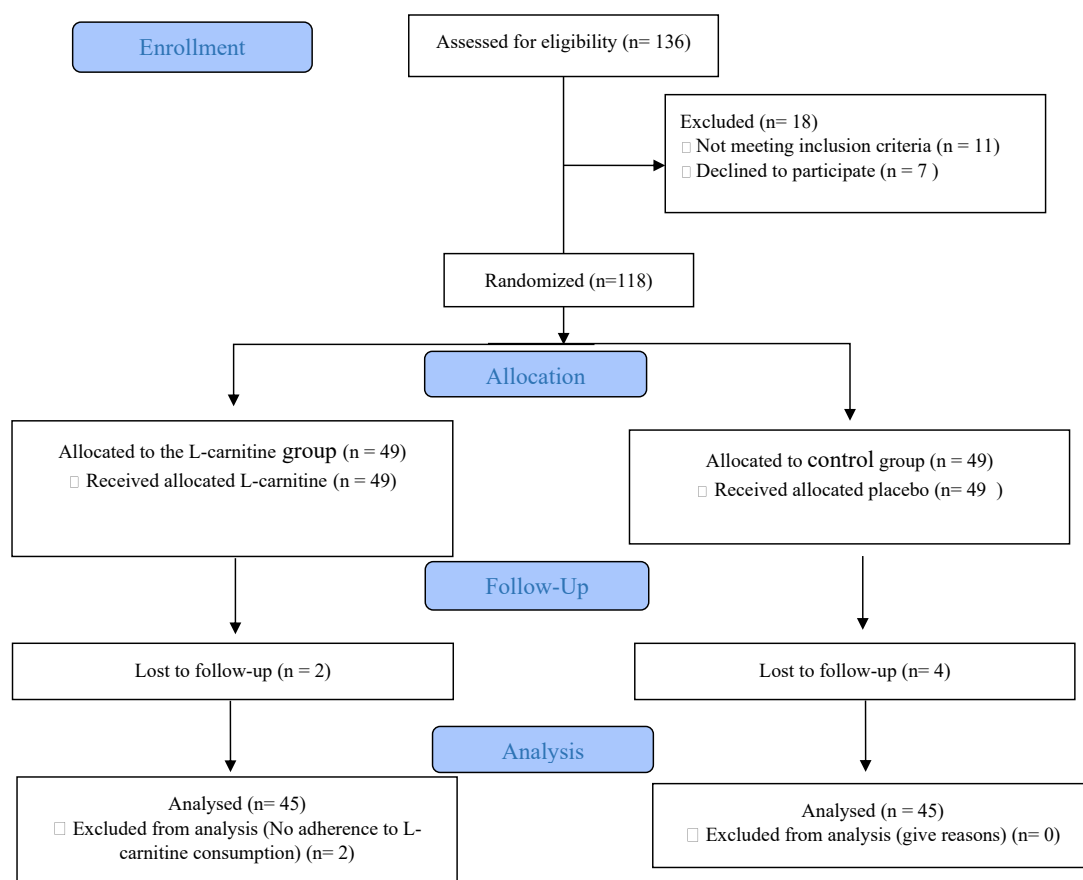 Enrollment
Assessed for eligibility (n= 136)
Excluded (n= 18)
□ Not meeting inclusion criteria (n = 11)
□ Declined to participate (n = 7 )
Randomized (n=118)
Allocation
Allocated to the L-carnitine group (n = 49)
□ Received allocated L-carnitine (n = 49)
Allocated to control group (n = 49)
□ Received allocated placebo (n= 49 )
Follow-Up
Lost to follow-up (n = 2)
Lost to follow-up (n= 4)
Analysis
Analysed (n= 45)
□ Excluded from analysis (No adherence to L-
carnitine consumption) (n= 2)
Analysed (n = 45)
□ Excluded from analysis (give reasons) (n= 0)